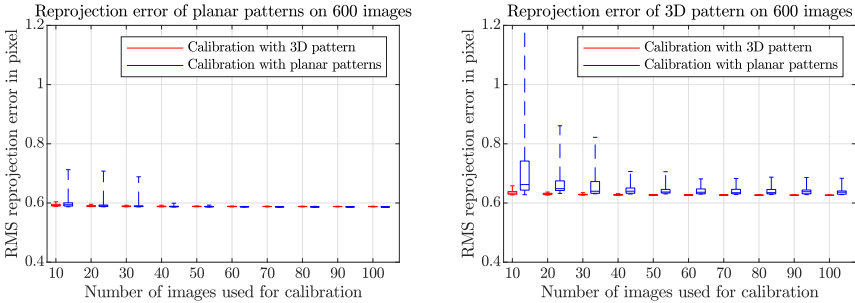 Reprojection error of planar patterns on 600 images
RMS reprojection error in pixel
1.2
1
0.8
0.6
0.4
Calibration with 3D pattern
Calibration with planar patterns
10 20 30 40 50 60 70 80 90 100
Number of images used for calibration
Reprojection error of 3D pattern on 600 images
RMS reprojection error in pixel
1.2
1
0.8
0.6
0.4
Calibration with 3D pattern
Calibration with planar patterns
10 20 30 40 50 60 70 80 90 100
Number of images used for calibration